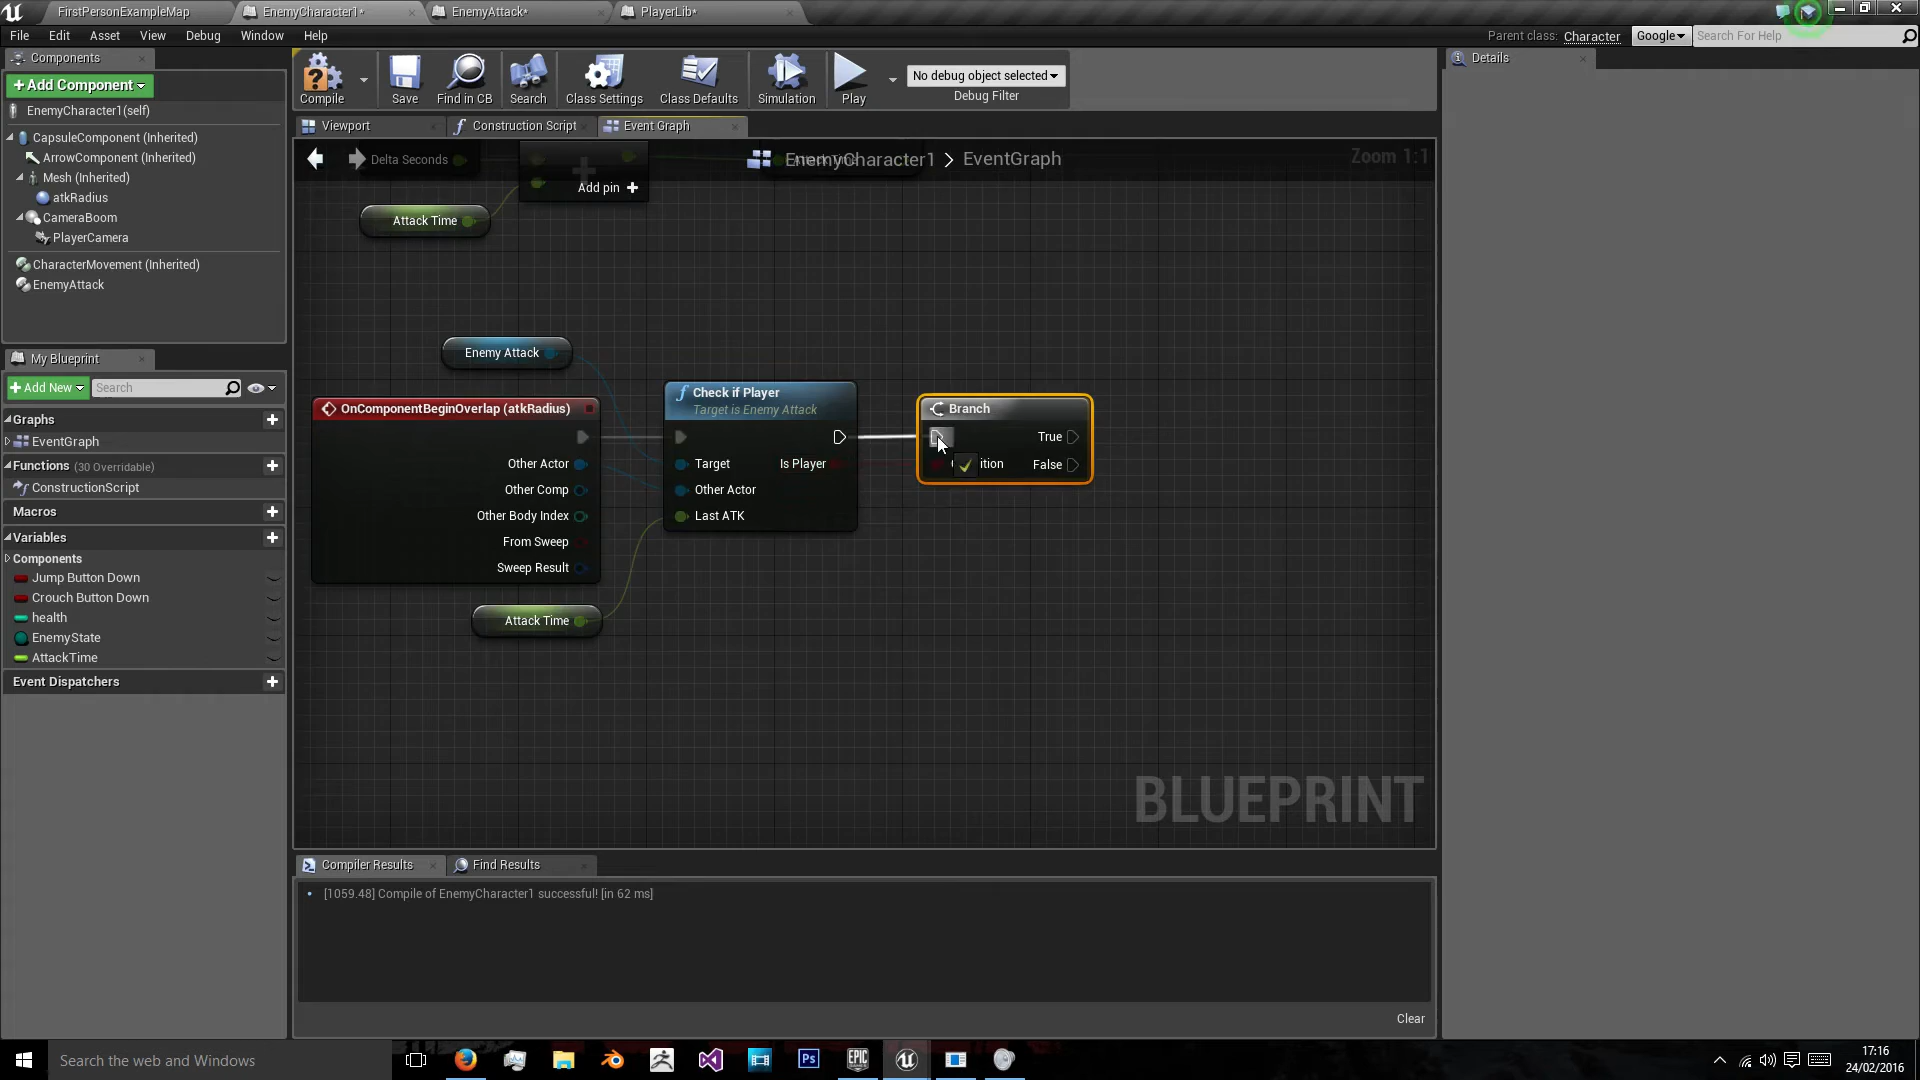 FirstPersonExampleMap
EnemyCharacter1*
EnemyAttack*
PlayerLib*
File Edit Asset View Debug Window Help
Parent class: Character
Google
Search For Help
Components
+Add Component
EnemyCharacter1(self)
CapsuleComponent (Inherited)
ArrowComponent (Inherited)
Mesh (Inherited)
atkRadius
CameraBoom
PlayerCamera
CharacterMovement (Inherited)
EnemyAttack
My Blueprint
+Add New
Search
Graphs
EventGraph
Functions (30 Overridable)
ConstructionScript
Macros
Variables
Components
Jump Button Down
Crouch Button Down
health
EnemyState
AttackTime
Event Dispatchers
Compile
Save
Find in CB
Search
Class Settings
Class Defaults
Simulation
Play
No debug object selected
Debug Filter
Viewport
Construction Script
Event Graph
Delta Seconds
EnemyCharacter1 > EventGraph
Zoom 1:1
Add pin +
Attack Time
Enemy Attack
OnComponentBeginOverlap (atkRadius)
Other Actor
Other Comp
Other Body Index
From Sweep
Sweep Result
Attack Time
Check if Player
Target is Enemy Attack
Target
Is Player
Other Actor
Last ATK
Branch
True
ition
False
BLUEPRINT
Compiler Results
Find Results
[1059.48] Compile of EnemyCharacter1 successful! [in 62 ms]
Clear
Details
Search the web and Windows
Ps
EPIC
17:16
24/02/2016